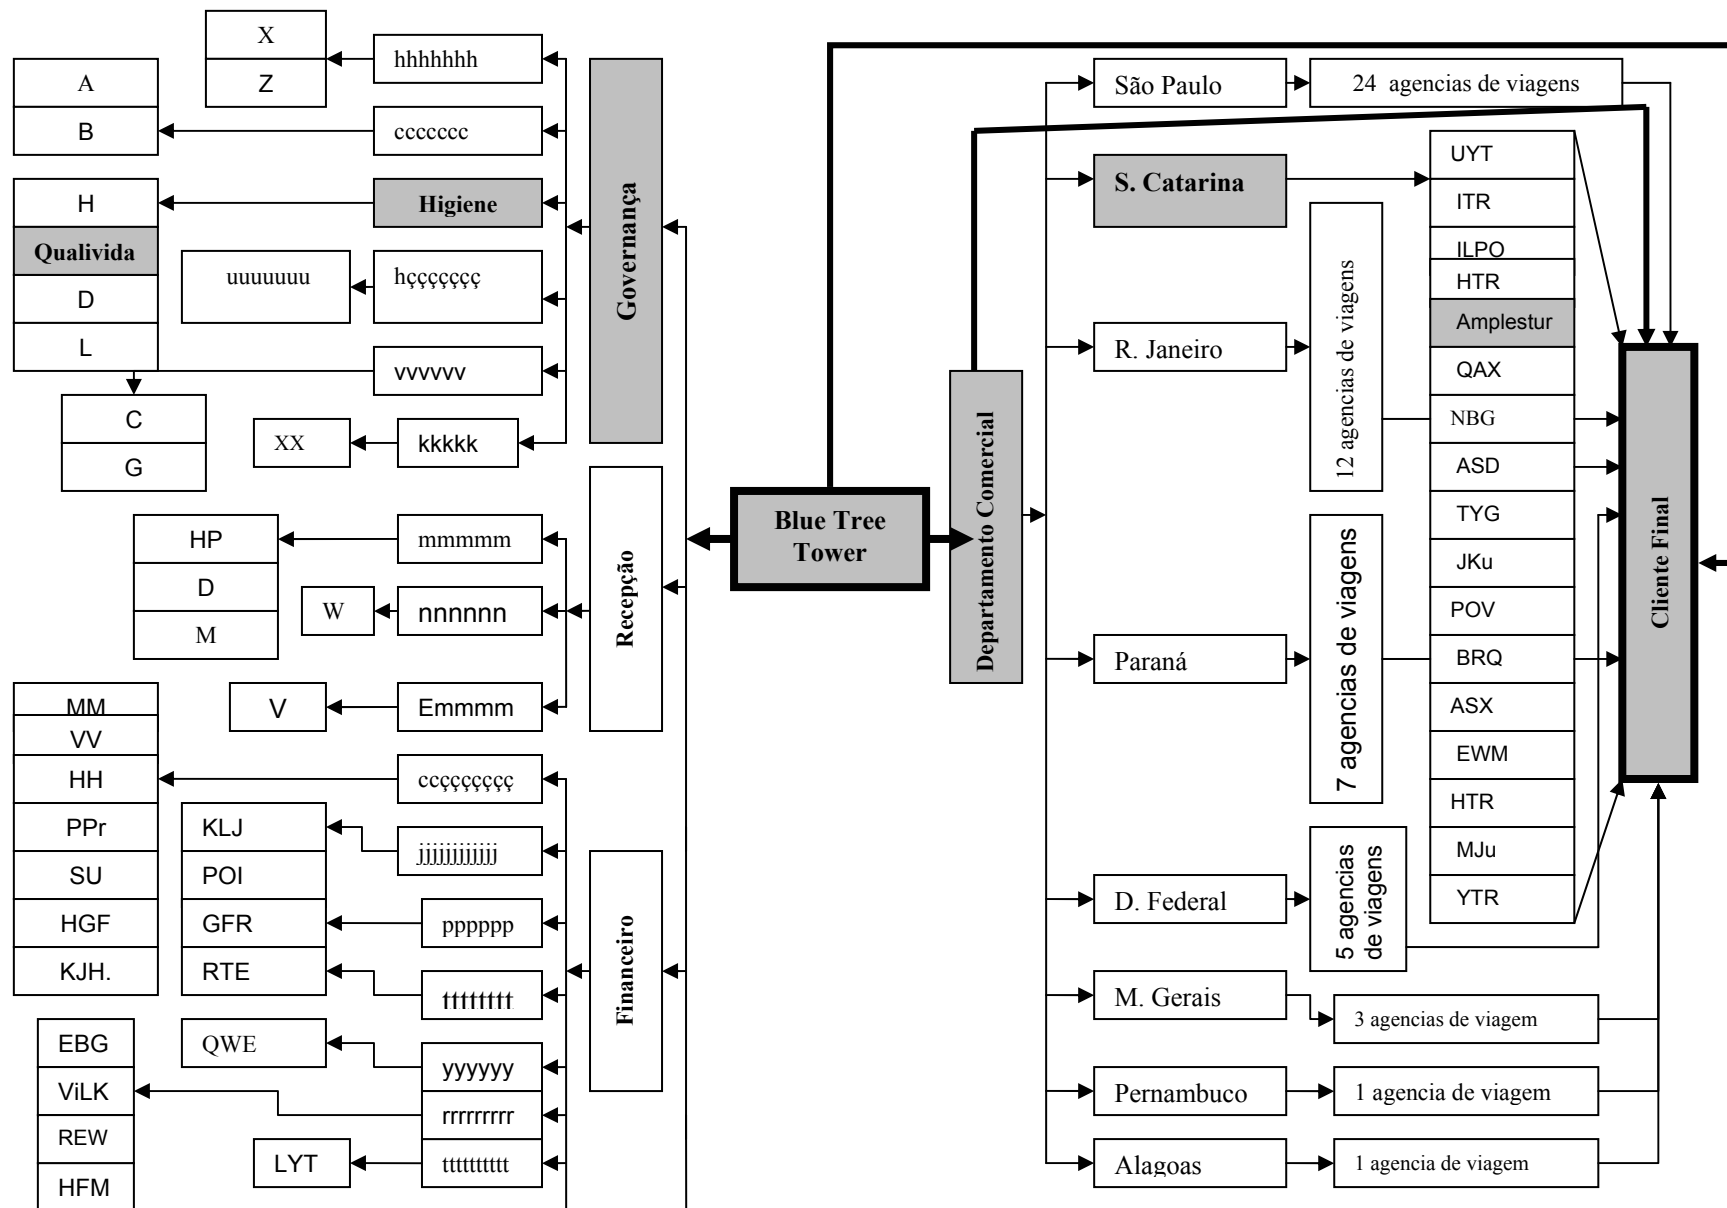 X
Z
hhhhhhh
A
B
ccccccc
H
Qualivida
D
L
Higiene
uuuuuuu
hççççççç
vvvvvv
C
G
XX
kkkkk
Governança
HP
D
M
mmmmm
W
nnnnnn
V
Emmmm
Recepção
MM
VV
HH
PPr
SU
HGF
KJH.
ccçççççççç
KLJ
POI
GFR
RTE
jjjjjjjjjjjj
pppppp
QWE
yyyyyy
EBG
ViLK
REW
HFM
rrrrrrrrr
LYT
tttttttttt
Financeiro
Blue Tree
Tower
Departamento Comercial
São Paulo
24 agencias de viagens
S. Catarina
R. Janeiro
12 agencias de viagens
Paraná
7 agencias de viagens
D. Federal
5 agencias
de viagens
M. Gerais
3 agencias de viagem
Pernambuco
1 agencia de viagem
Alagoas
1 agencia de viagem
UYT
ITR
ILPO
HTR
Amplestur
QAX
NBG
ASD
TYG
JKu
POV
BRQ
ASX
EWM
HTR
MJu
YTR
Cliente Final